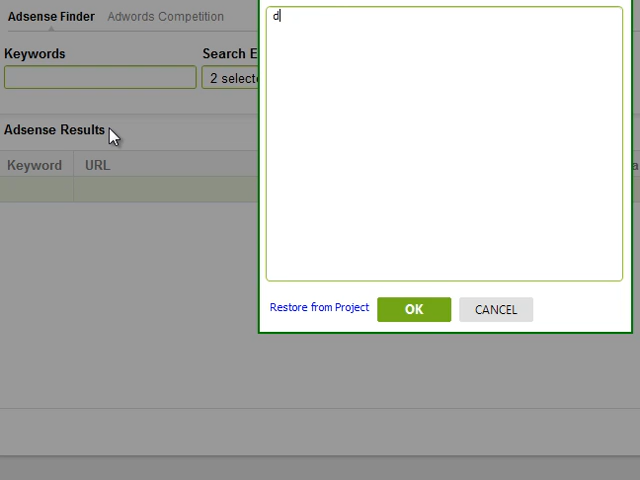 Adsense Finder Adwords Competition
Keywords Search E
2 selecte
Adsense Results
Keyword URL
d
Restore from Project OK CANCEL